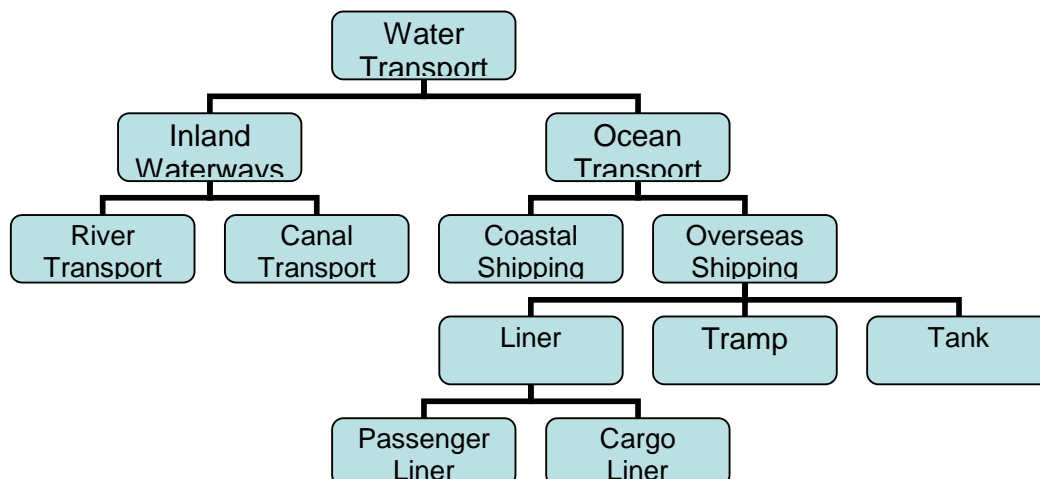 Water
Transport
Inland
Waterways
Ocean
Transport
River
Transport
Canal
Transport
Coastal
Shipping
Overseas
Shipping
Liner
Tramp
Tank
Passenger
Liner
Cargo
Liner